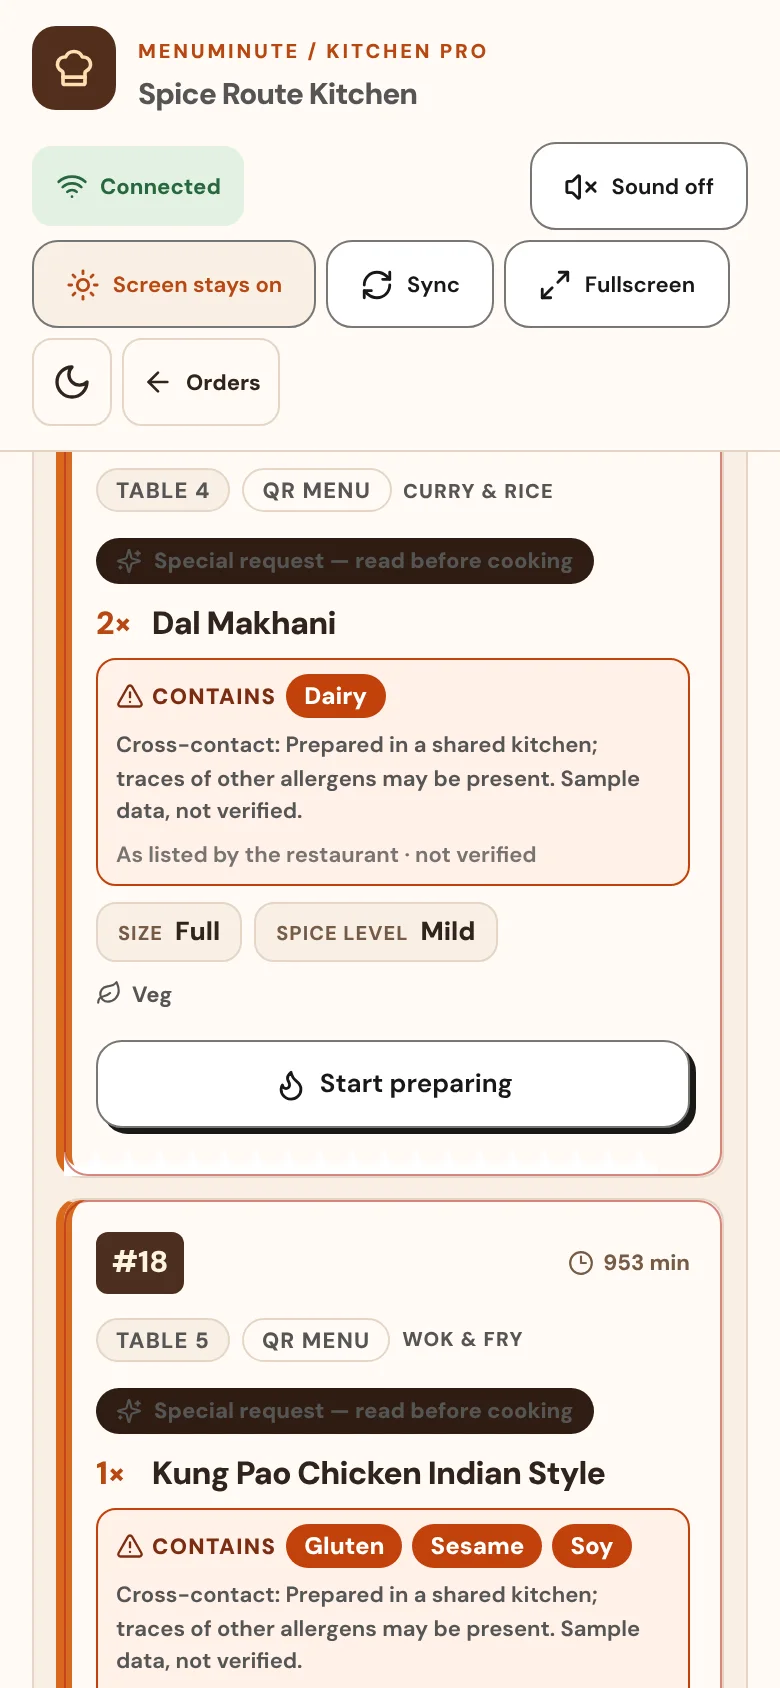 MENUMINUTE / KITCHEN PRO
Spice Route Kitchen
Connected
Sound off
Screen stays on
Sync
Fullscreen
Orders
TABLE 4
QR MENU
CURRY & RICE
Special request — read before cooking
2× Dal Makhani
CONTAINS Dairy
Cross-contact: Prepared in a shared kitchen;
traces of other allergens may be present. Sample
data, not verified.
As listed by the restaurant · not verified
SIZE Full
SPICE LEVEL Mild
Veg
Start preparing
#18
953 min
TABLE 5
QR MENU
WOK & FRY
Special request — read before cooking
1× Kung Pao Chicken Indian Style
CONTAINS Gluten Sesame Soy
Cross-contact: Prepared in a shared kitchen;
traces of other allergens may be present. Sample
data, not verified.